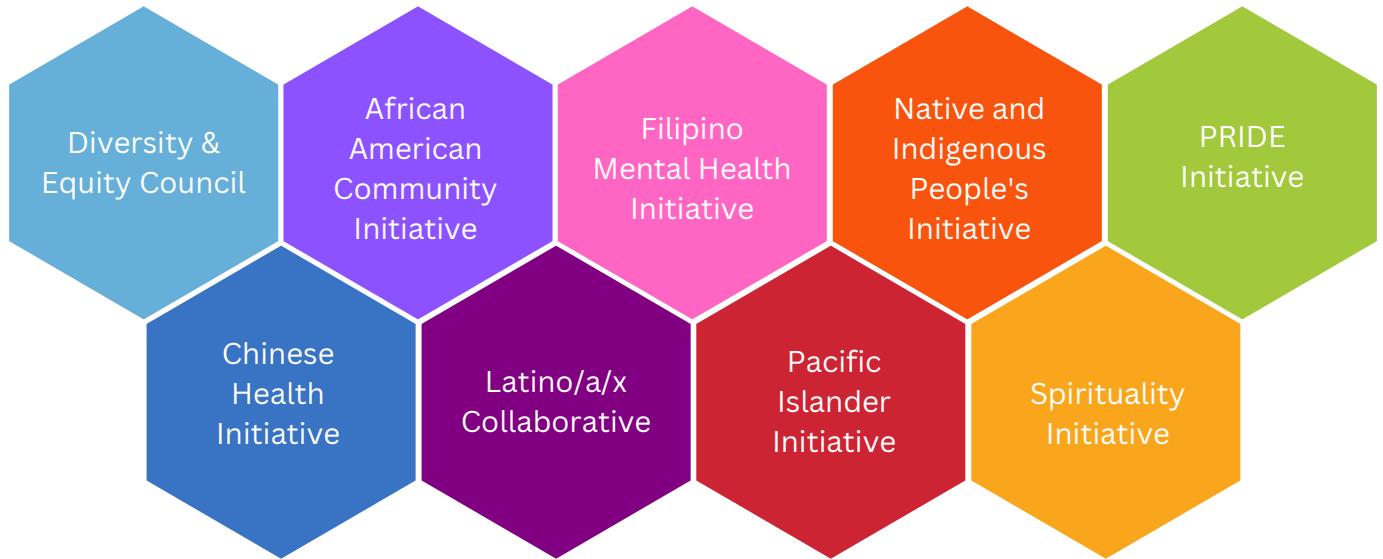 Diversity &
Equity Council
African
American
Community
Initiative
Filipino
Mental Health
Initiative
Native and
Indigenous
People's
Initiative
PRIDE
Initiative
Chinese
Health
Initiative
Latino/a/x
Collaborative
Pacific
Islander
Initiative
Spirituality
Initiative